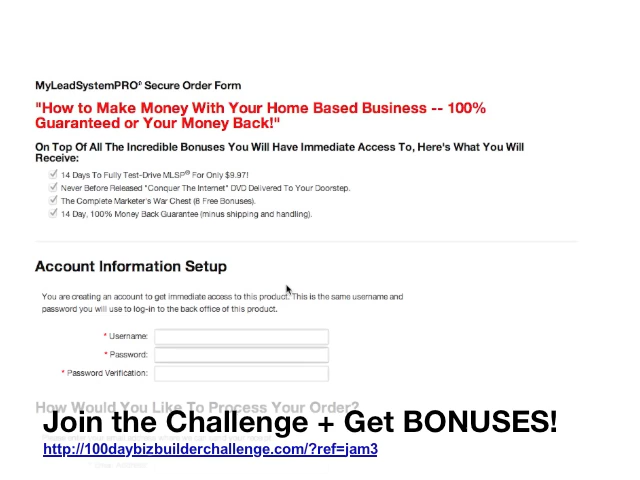 MyLeadSystemPRO® Secure Order Form
"How to Make Money With Your Home Based Business -- 100%
Guaranteed or Your Money Back!"
On Top Of All The Incredible Bonuses You Will Have Immediate Access To, Here's What You Will
Receive:
14 Days To Fully Test-Drive MLSP® For Only $9.97!
Never Before Released "Conquer The Internet" DVD Delivered To Your Doorstep.
The Complete Marketer's War Chest (8 Free Bonuses).
14 Day, 100% Money Back Guarantee (minus shipping and handling).
Account Information Setup
You are creating an account to get immediate access to this product. This is the same username and
password you will use to log-in to the back office of this product.
* Username:
* Password:
* Password Verification:
How Would You Like To Process Your Order?
Join the Challenge + Get BONUSES!
http://100daybizbuilderchallenge.com/?ref=jam3